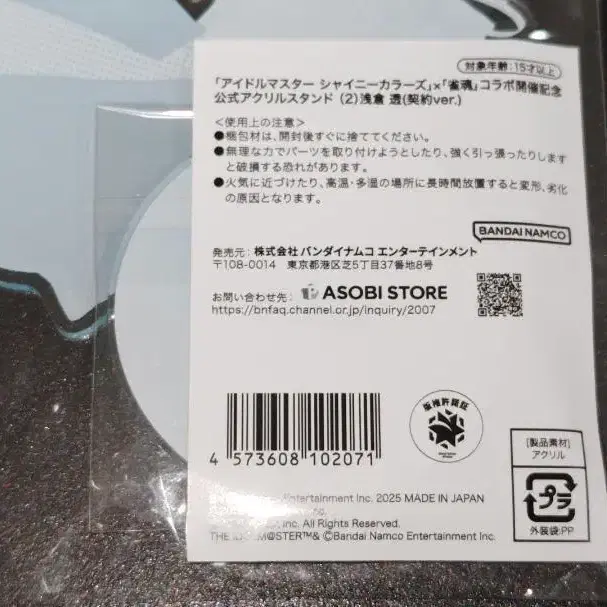 対象年齢:15才以上
「アイドルマスター シャイニーカラーズ」×「雀魂」コラボ開催記念
公式アクリルスタンド (2)浅倉 透(契約ver.)
<使用上の注意>
●梱包材は、開封後すぐに捨ててください。
●無理な力でパーツを取り付けようとしたり、強く引っ張ったりします
と破損する恐れがあります。
●火気に近づけたり、高温・多湿の場所に長時間放置すると変形、劣化
の原因となります。
BANDAI NAMCO
発売元: 株式会社 バンダイナムコ エンターテインメント
〒108-0014 東京都港区芝5丁目37番地8号
お問い合わせ先: ASOBI STORE
https://bnfaq.channel.or.jp/inquiry/2007
版権許諾証
4 573608 102071
[製品素材]
アクリル
プラ
外装袋:PP
Entertainment Inc. 2025 MADE IN JAPAN
Inc. All Rights Reserved.
THE M@STER™& ©Bandai Namco Entertainment Inc.